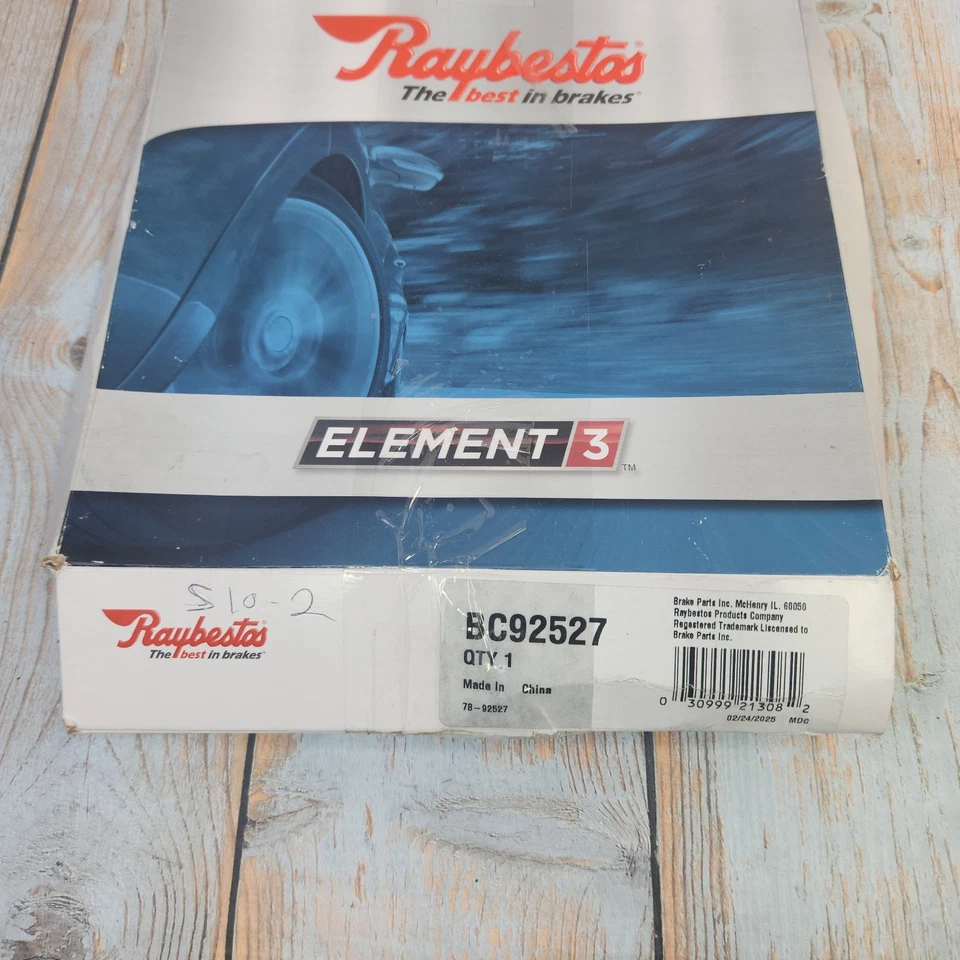 Raybestos
The best in brakes®
ELEMENT 3 TM
S10-2
Raybestos
The best in brakes®
BC92527
QTY.1
Made In China
78-92527
Brake Parts Inc. McHenry IL. 60050
Raybestos Products Company
Regestered Trademark Liscensed to
Brake Parts Inc.
0 30999 21308 2
02/24/2025 MDG